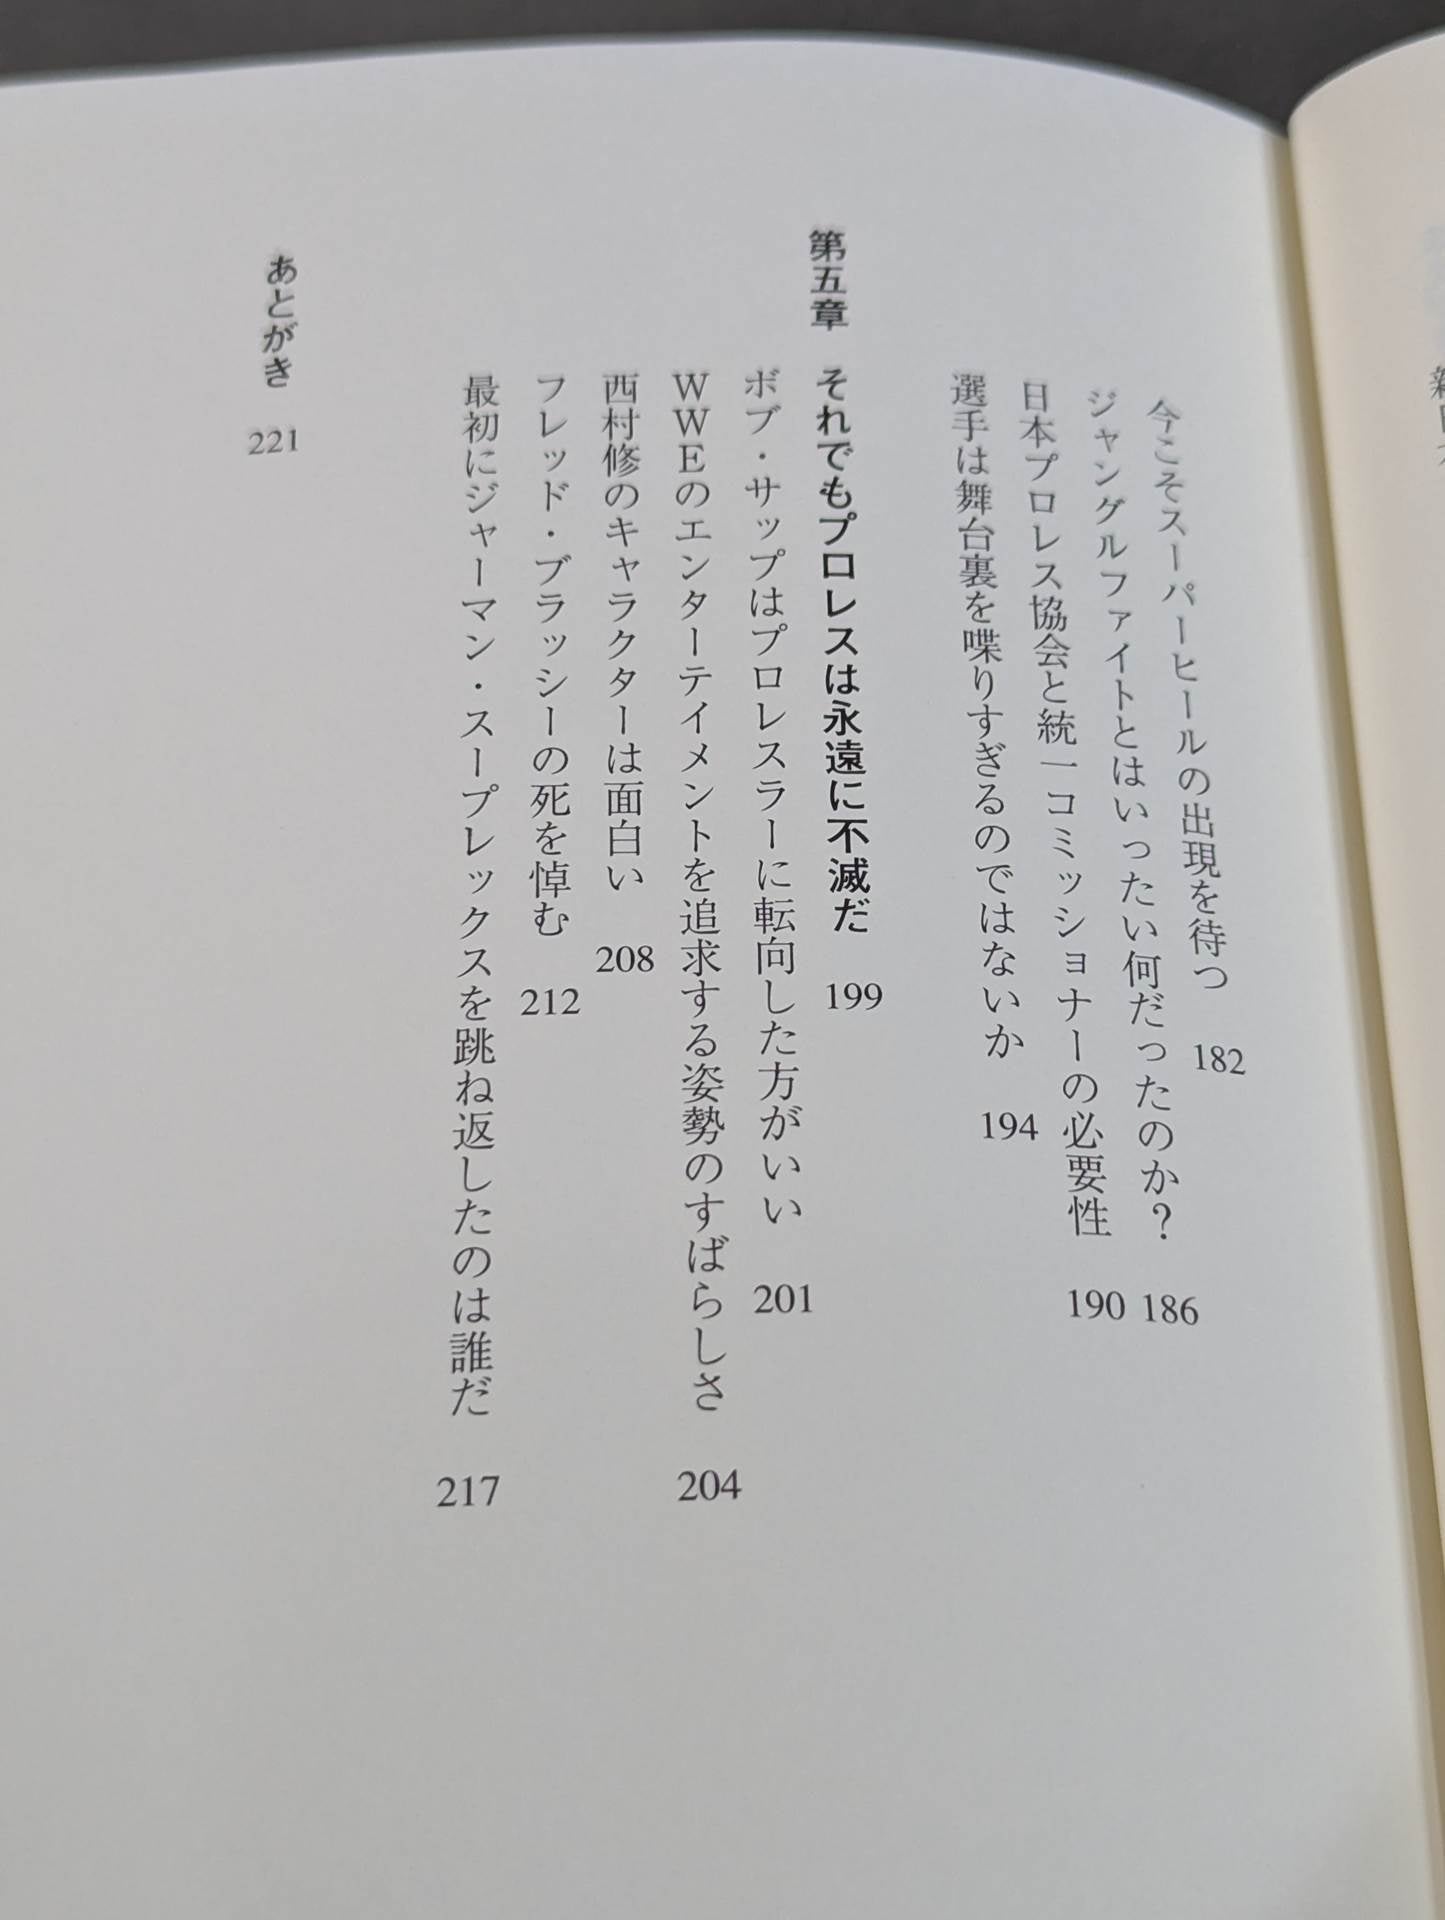 今こそスーパーヒールの出現を待つ 182
ジャングルファイトとはいったい何だったのか？ 186
日本プロレス協会と統一コミッショナーの必要性 190
選手は舞台裏を喋りすぎるのではないか 194
第五章 それでもプロレスは永遠に不滅だ 199
ボブ・サップはプロレスラーに転向した方がいい 201
WWEのエンターテイメントを追求する姿勢のすばらしさ 204
西村修のキャラクターは面白い 208
フレッド・ブラッシーの死を悼む 212
最初にジャーマン・スープレックスを跳ね返したのは誰だ 217
あとがき 221